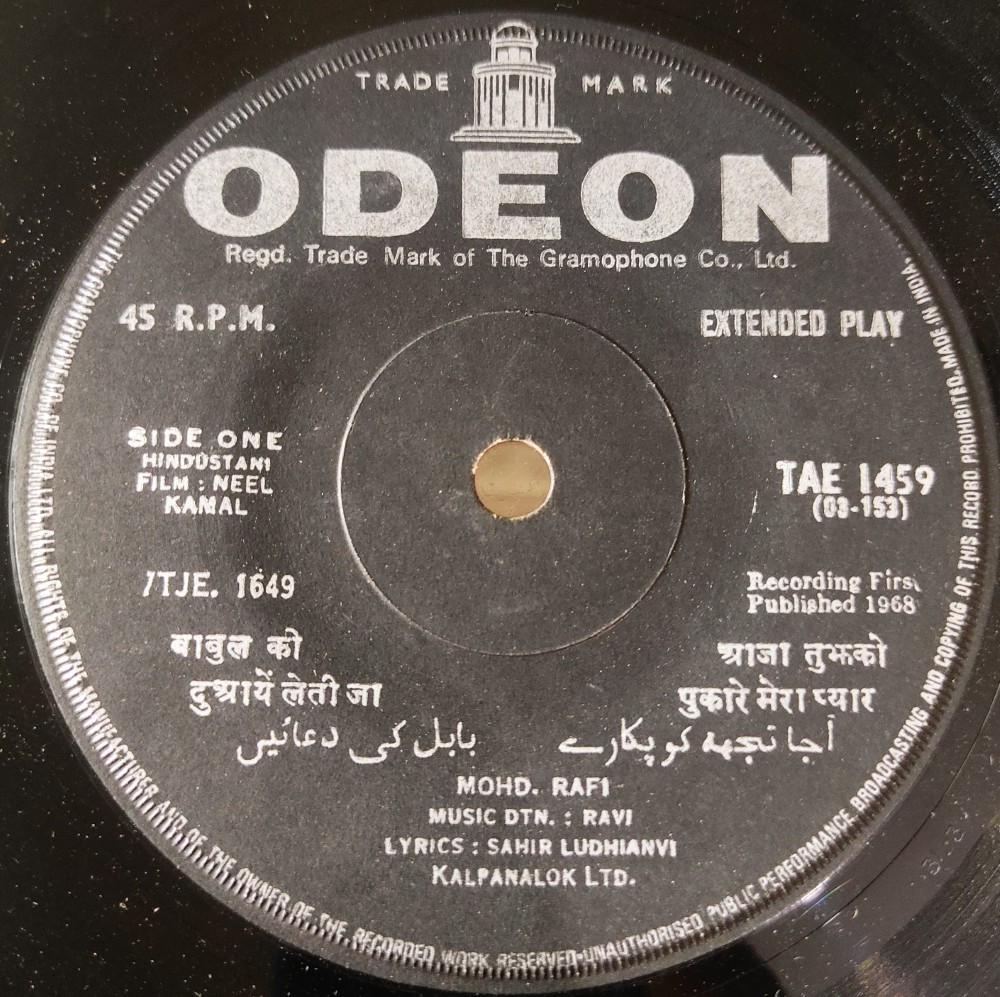 TRADE MARK
ODEON
Regd. Trade Mark of The Gramophone Co., Ltd.
45 R.P.M.
EXTENDED PLAY
SIDE ONE
HINDUSTANI
FILM : NEEL
KAMAL
TAE 1459
(03-153)
7TJE. 1649
Recording First
Published 1968
बाबुल को
दुआयें लेती जा
आजा तुझको
पुकारे मेरा प्यार
بابل کی دعائیں
آجا تجھہ کو پکارے
MOHD. RAFI
MUSIC DTN. : RAVI
LYRICS : SAHIR LUDHIANVI
KALPANALOK LTD.
THE GRAMOPHONE CO. OF INDIA LTD. ALL RIGHTS OF THE MANUFACTURER AND OF THE OWNER OF THE RECORDED WORK RESERVED-UNAUTHORISED PUBLIC PERFORMANCE BROADCASTING AND COPYING OF THIS RECORD PROHIBITED. MADE IN INDIA.